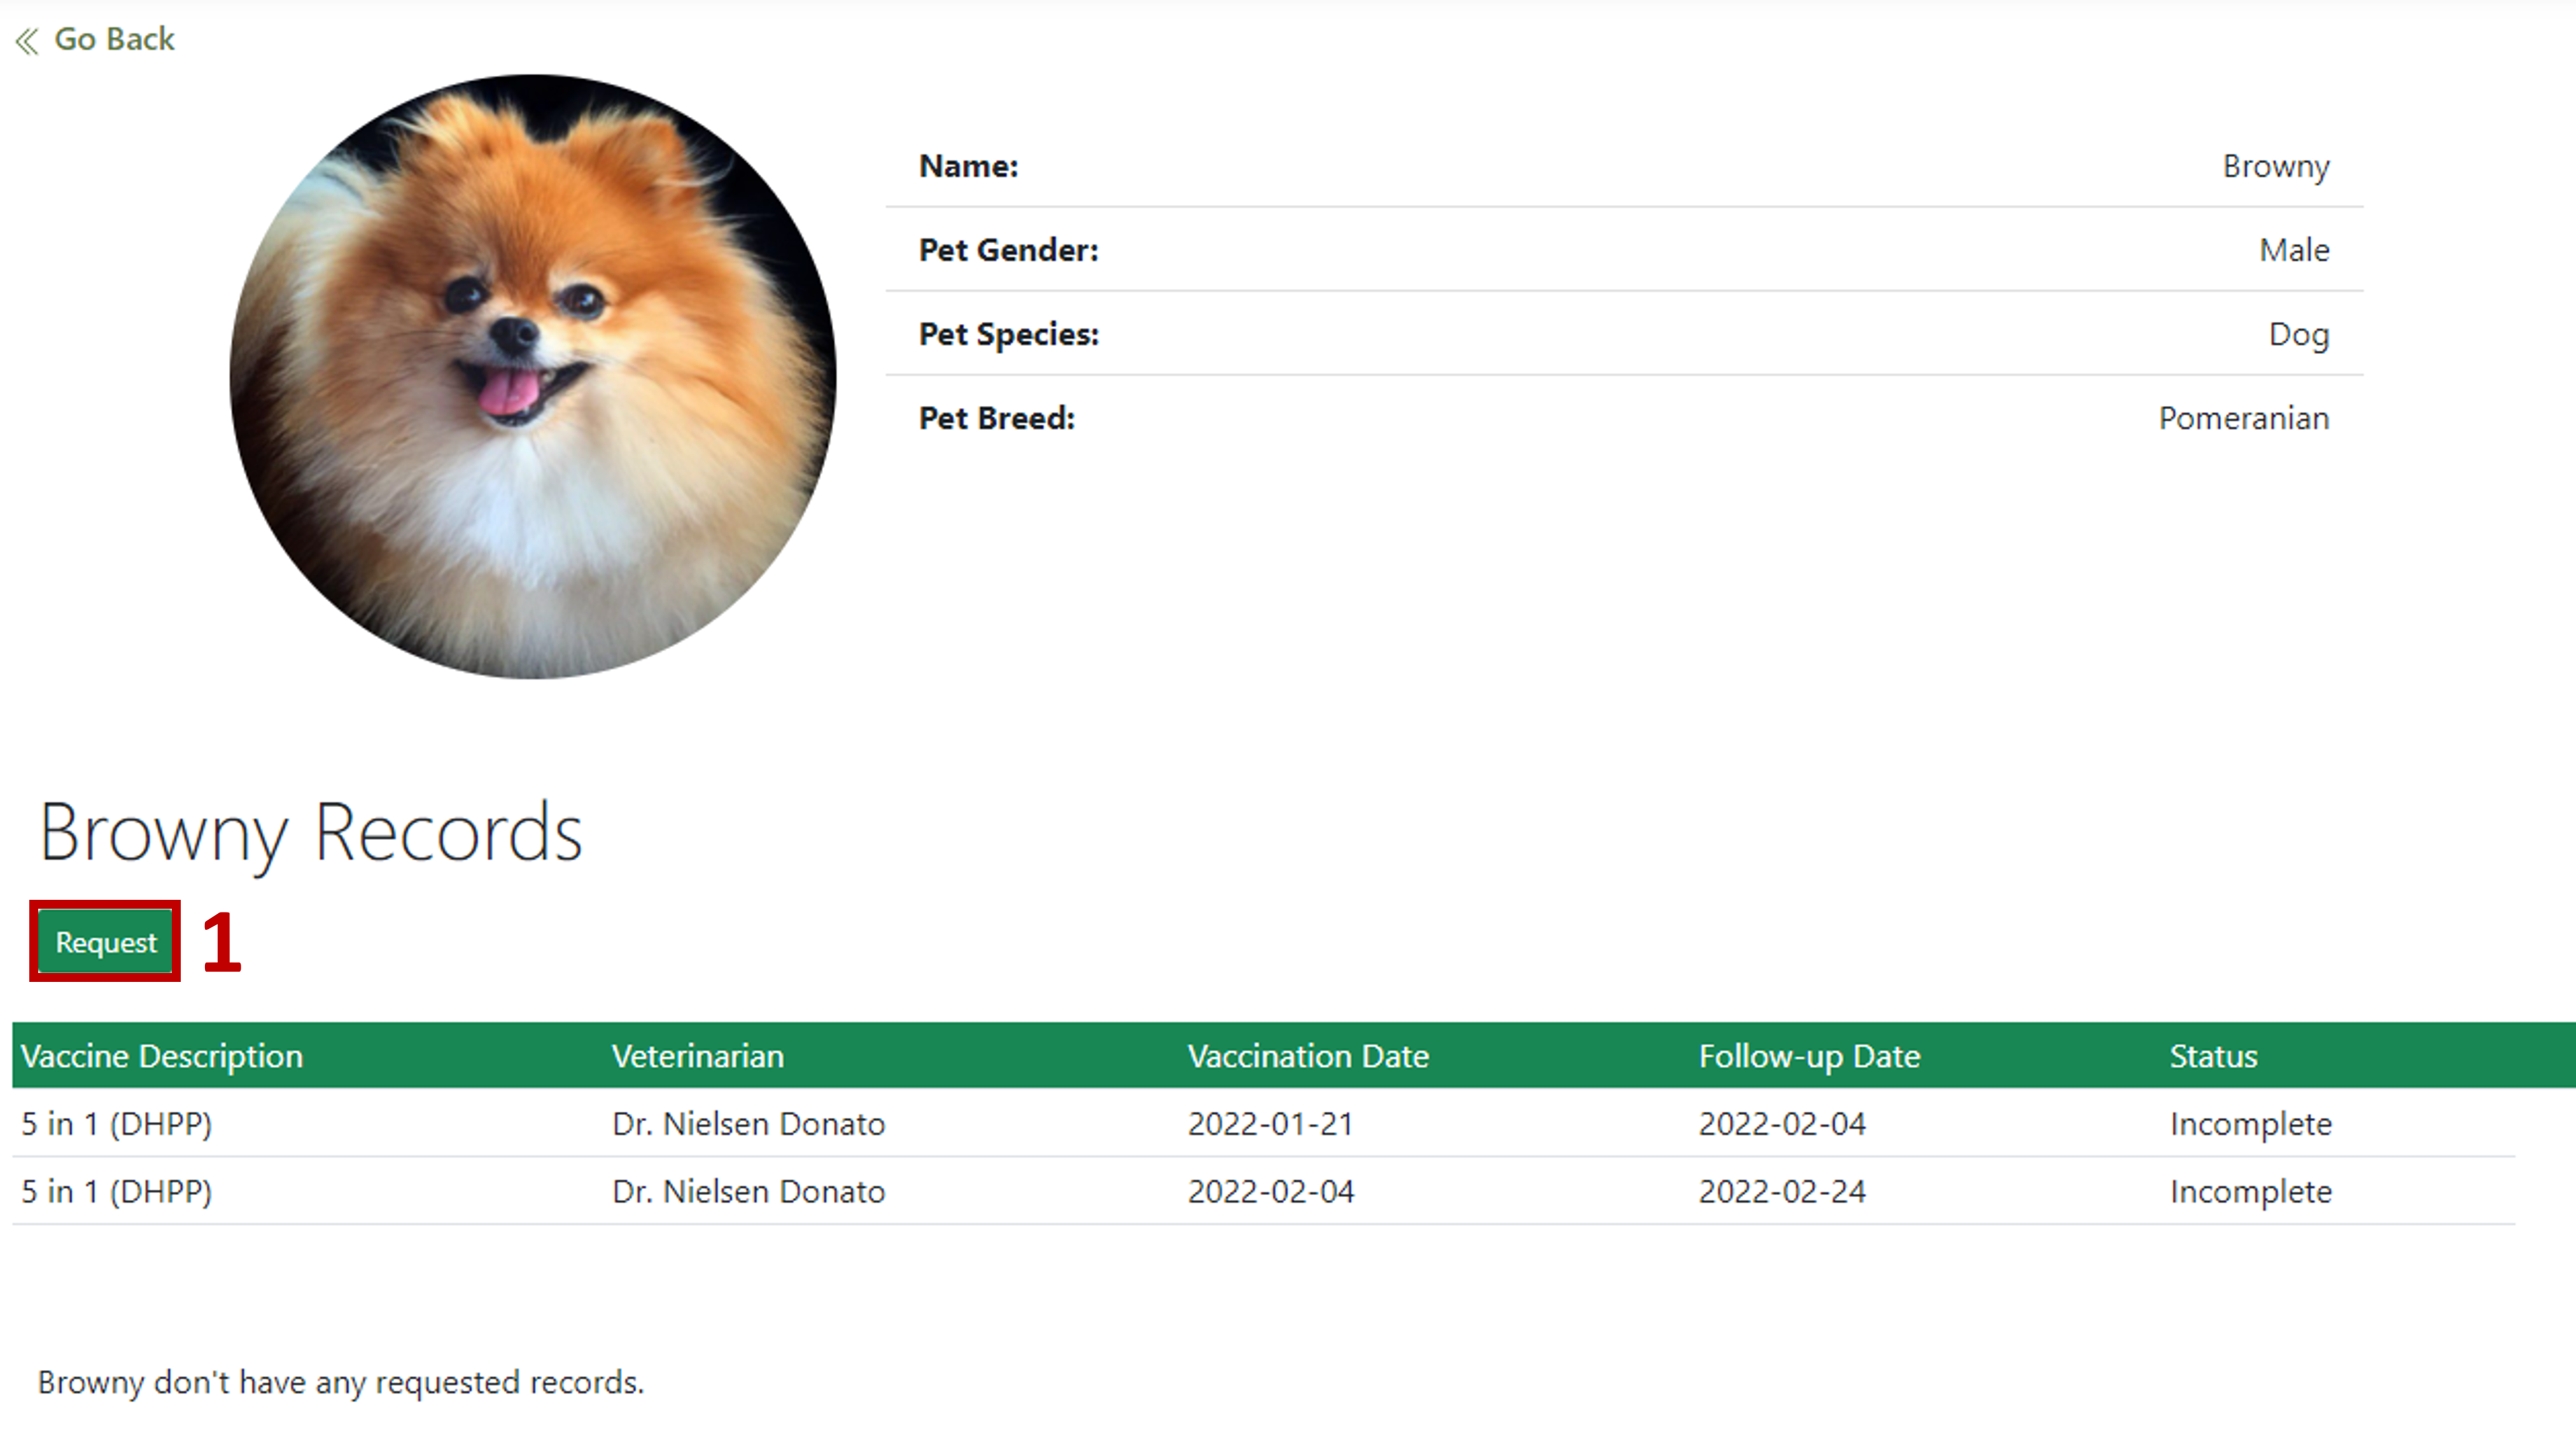 Go Back
Name: Browny
Pet Gender: Male
Pet Species: Dog
Pet Breed: Pomeranian
Browny Records
Request 1
Vaccine Description Veterinarian Vaccination Date Follow-up Date Status
5 in 1 (DHPP) Dr. Nielsen Donato 2022-01-21 2022-02-04 Incomplete
5 in 1 (DHPP) Dr. Nielsen Donato 2022-02-04 2022-02-24 Incomplete
Browny don't have any requested records.